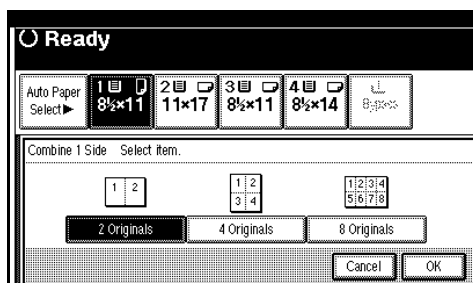 Ready
Auto Paper Select▶
1 8½×11
2 11×17
3 8½×11
4 8½×14
Combine 1 Side Select item.
1 2
1 2
3 4
1 2 3 4
5 6 7 8
2 Originals 4 Originals 8 Originals
Cancel OK